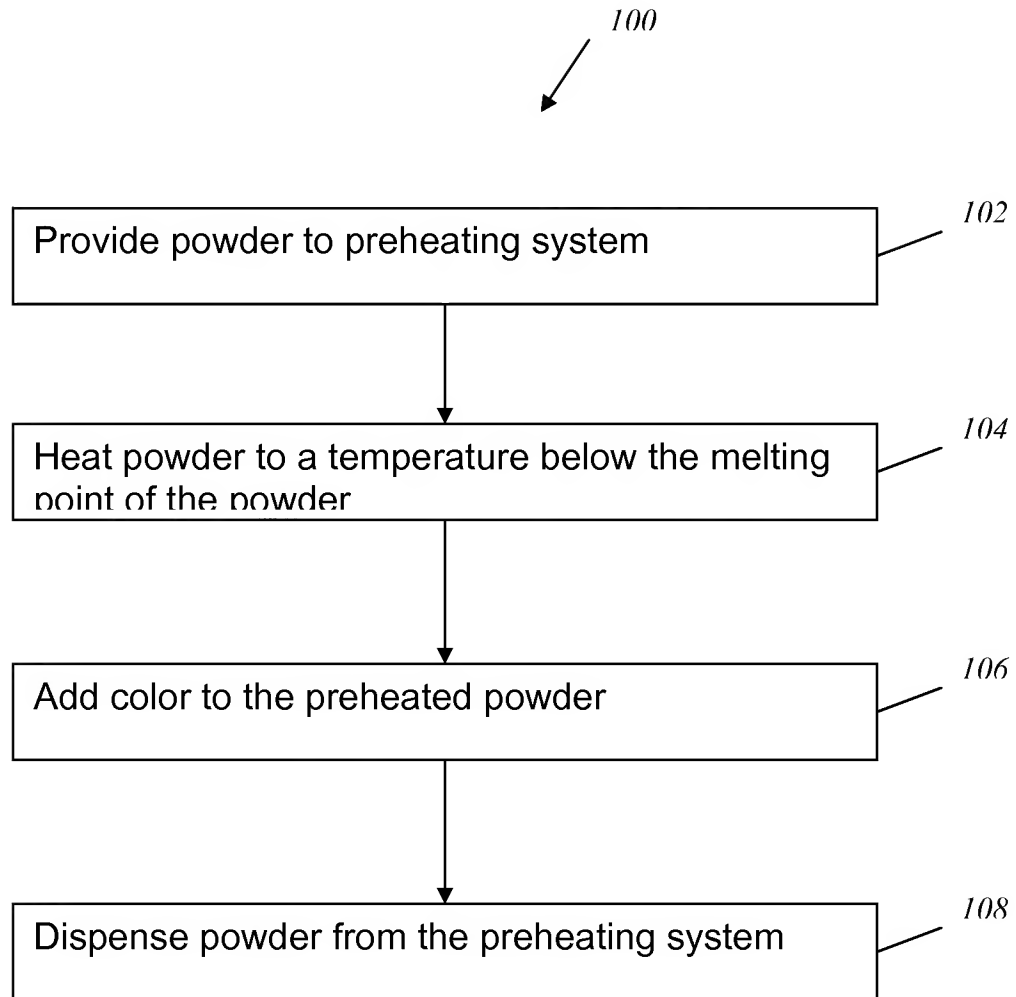 100
102
Provide powder to preheating system
104
Heat powder to a temperature below the melting
point of the powder
106
Add color to the preheated powder
108
Dispense powder from the preheating system